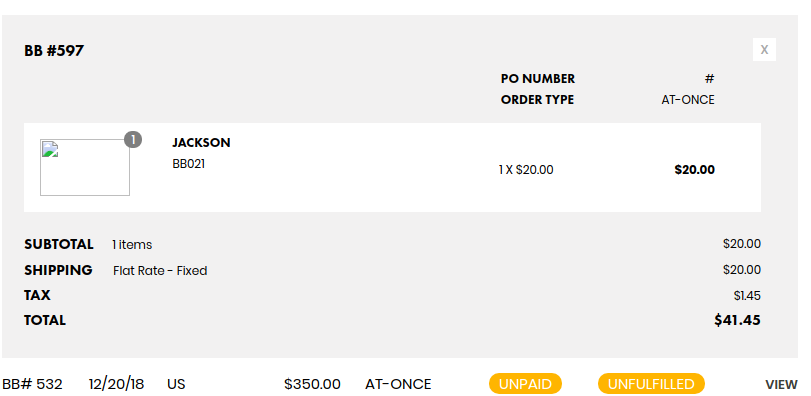 BB #597
X
PO NUMBER #
ORDER TYPE AT-ONCE
1
JACKSON
BB021
1 X $20.00 $20.00
SUBTOTAL 1 items $20.00
SHIPPING Flat Rate - Fixed $20.00
TAX $1.45
TOTAL $41.45
BB# 532 12/20/18 US $350.00 AT-ONCE UNPAID UNFULFILLED VIEW